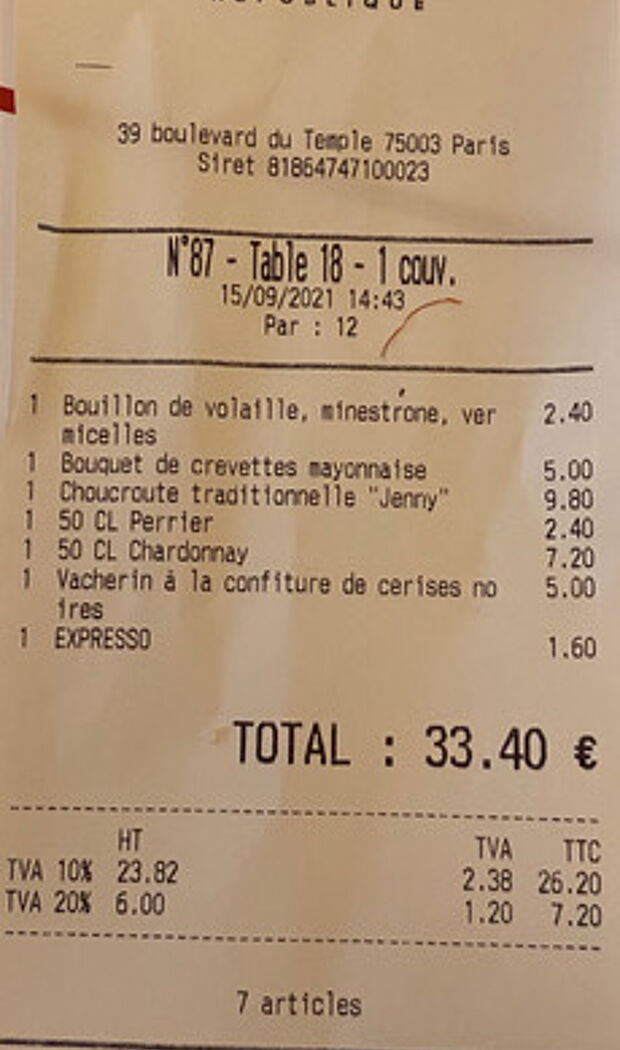 39 boulevard du Temple 75003 Paris
Siret 81864747100023
N°87 - Table 18 - 1 couv.
15/09/2021 14:43
Par : 12
1 Bouillon de volaille, minestrone, ver 2.40
micelles
1 Bouquet de crevettes mayonnaise 5.00
1 Choucroute traditionnelle "Jenny" 9.80
1 50 CL Perrier 2.40
1 50 CL Chardonnay 7.20
1 Vacherin à la confiture de cerises no 5.00
ires
1 EXPRESSO 1.60
TOTAL : 33.40 €
HT TVA TTC
TVA 10% 23.82 2.38 26.20
TVA 20% 6.00 1.20 7.20
7 articles